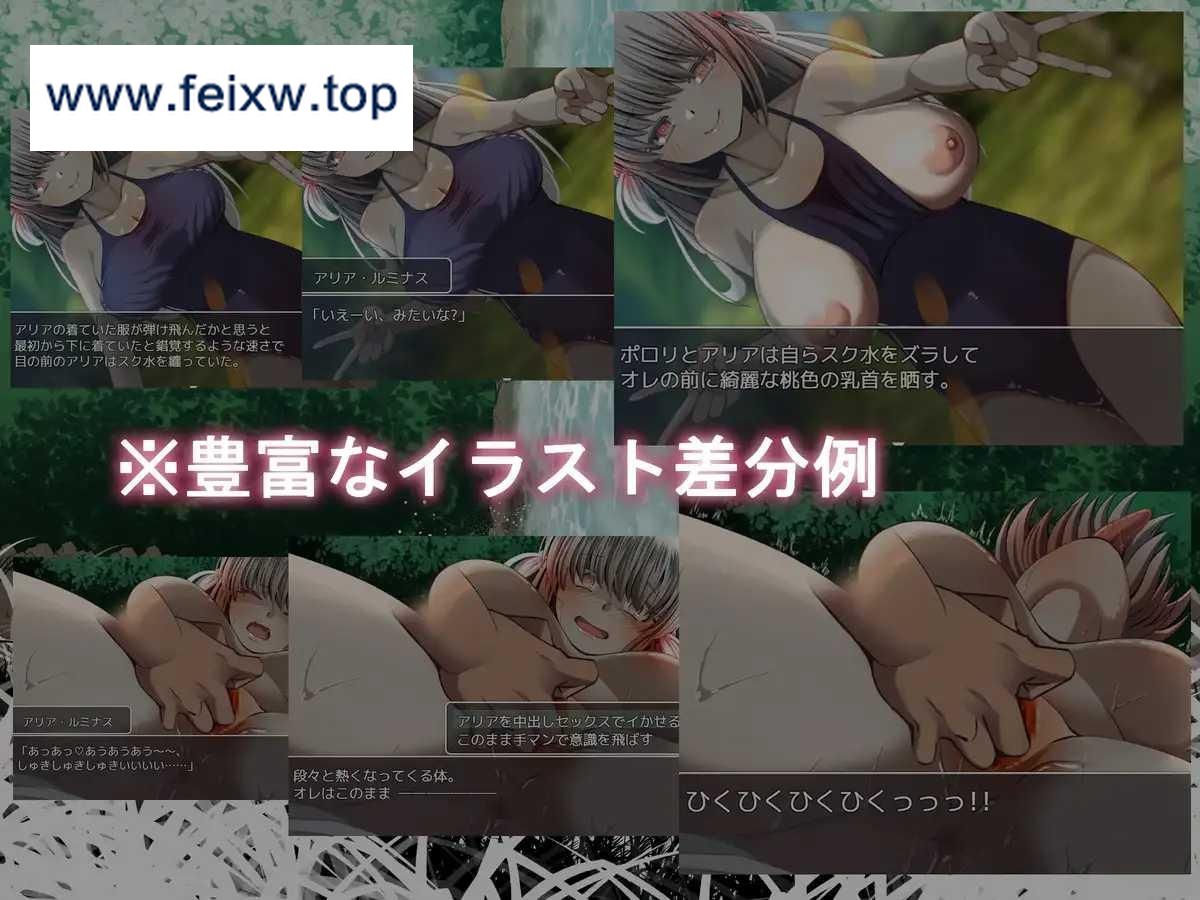 www.feixw.top
アリアの着ていた服が弾け飛んだかと思うと
最初から下に着ていたと錯覚するような速さで
目の前のアリアはスク水を纏っていた。
アリア・ルミナス
「いえーい、みたいな?」
ポロリとアリアは自らスク水をズラして
オレの前に綺麗な桃色の乳首を晒す。
※豊富なイラスト差分例
アリア・ルミナス
「あっあっ♡あうあうあう～～、
しゅきしゅきしゅきいいいい……」
アリアを中出しセックスでイかせる
このまま手マンで意識を飛ばす
段々と熱くなってくる体。
オレはこのまま ――――――
ひくひくひくひくっっっ!!